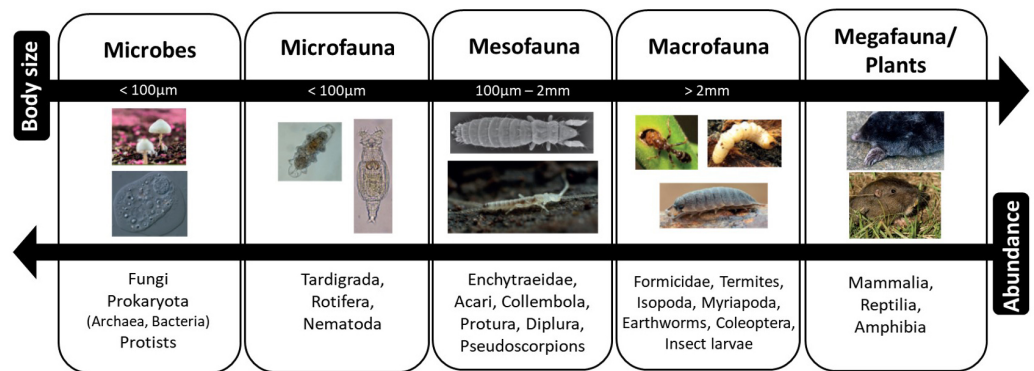 Body size
Microbes
Microfauna
Mesofauna
Macrofauna
Megafauna/
Plants
< 100µm
< 100µm
100µm – 2mm
> 2mm
Abundance
Fungi
Prokaryota
(Archaea, Bacteria)
Protists
Tardigrada,
Rotifera,
Nematoda
Enchytraeidae,
Acari, Collembola,
Protura, Diplura,
Pseudoscorpions
Formicidae, Termites,
Isopoda, Myriapoda,
Earthworms, Coleoptera,
Insect larvae
Mammalia,
Reptilia,
Amphibia